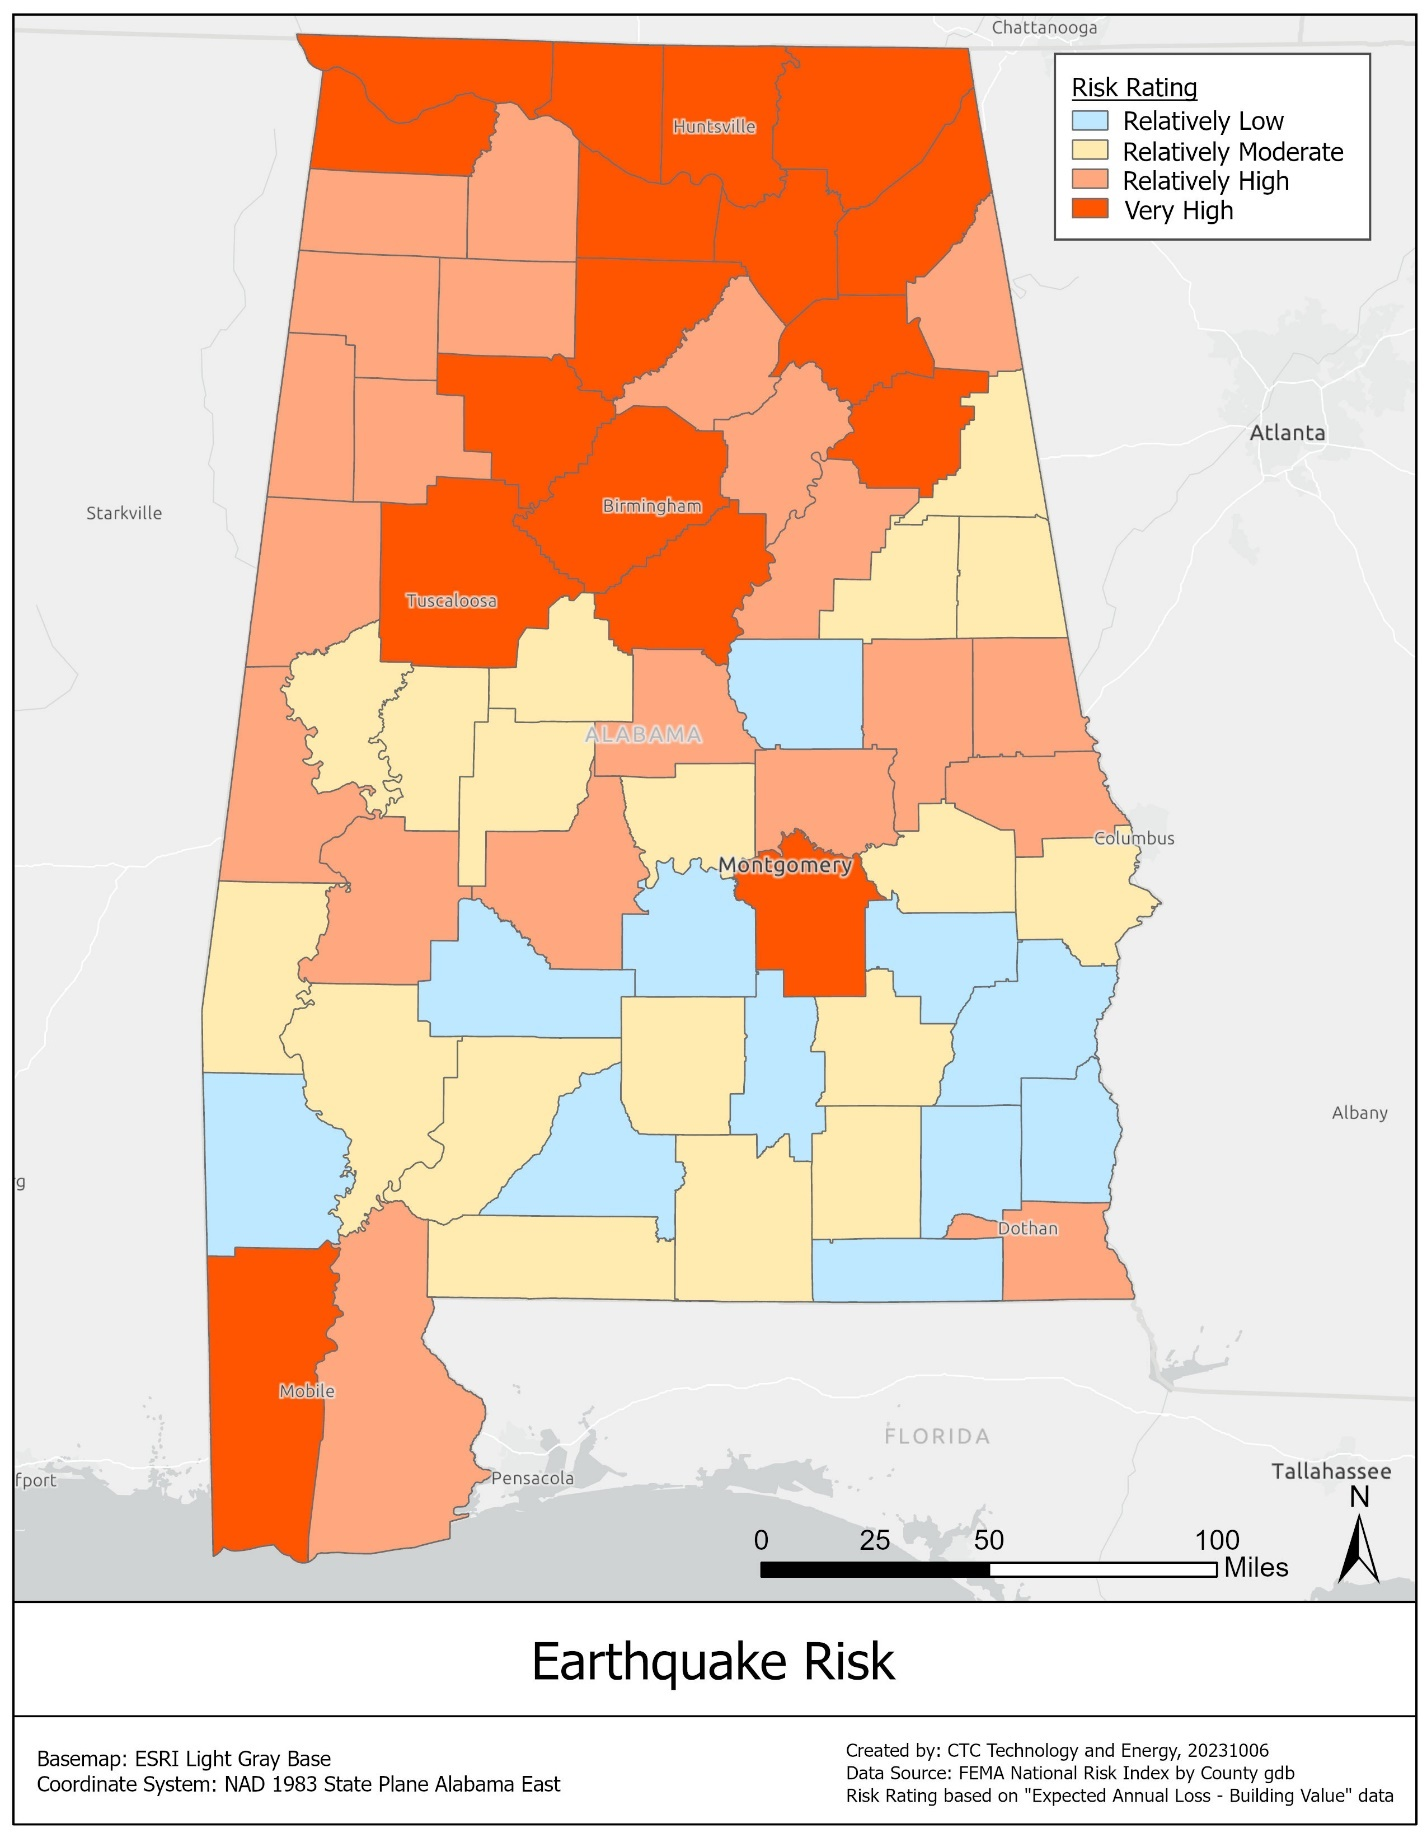 Chattanooga
Risk Rating
Relatively Low
Relatively Moderate
Relatively High
Very High
Huntsville
Atlanta
Starkville
Birmingham
Tuscaloosa
ALABAMA
Columbus
Montgomery
Albany
g
Dothan
Mobile
FLORIDA
fport
Pensacola
Tallahassee
N
0 25 50 100
Miles
Earthquake Risk
Basemap: ESRI Light Gray Base
Coordinate System: NAD 1983 State Plane Alabama East
Created by: CTC Technology and Energy, 20231006
Data Source: FEMA National Risk Index by County gdb
Risk Rating based on "Expected Annual Loss - Building Value" data